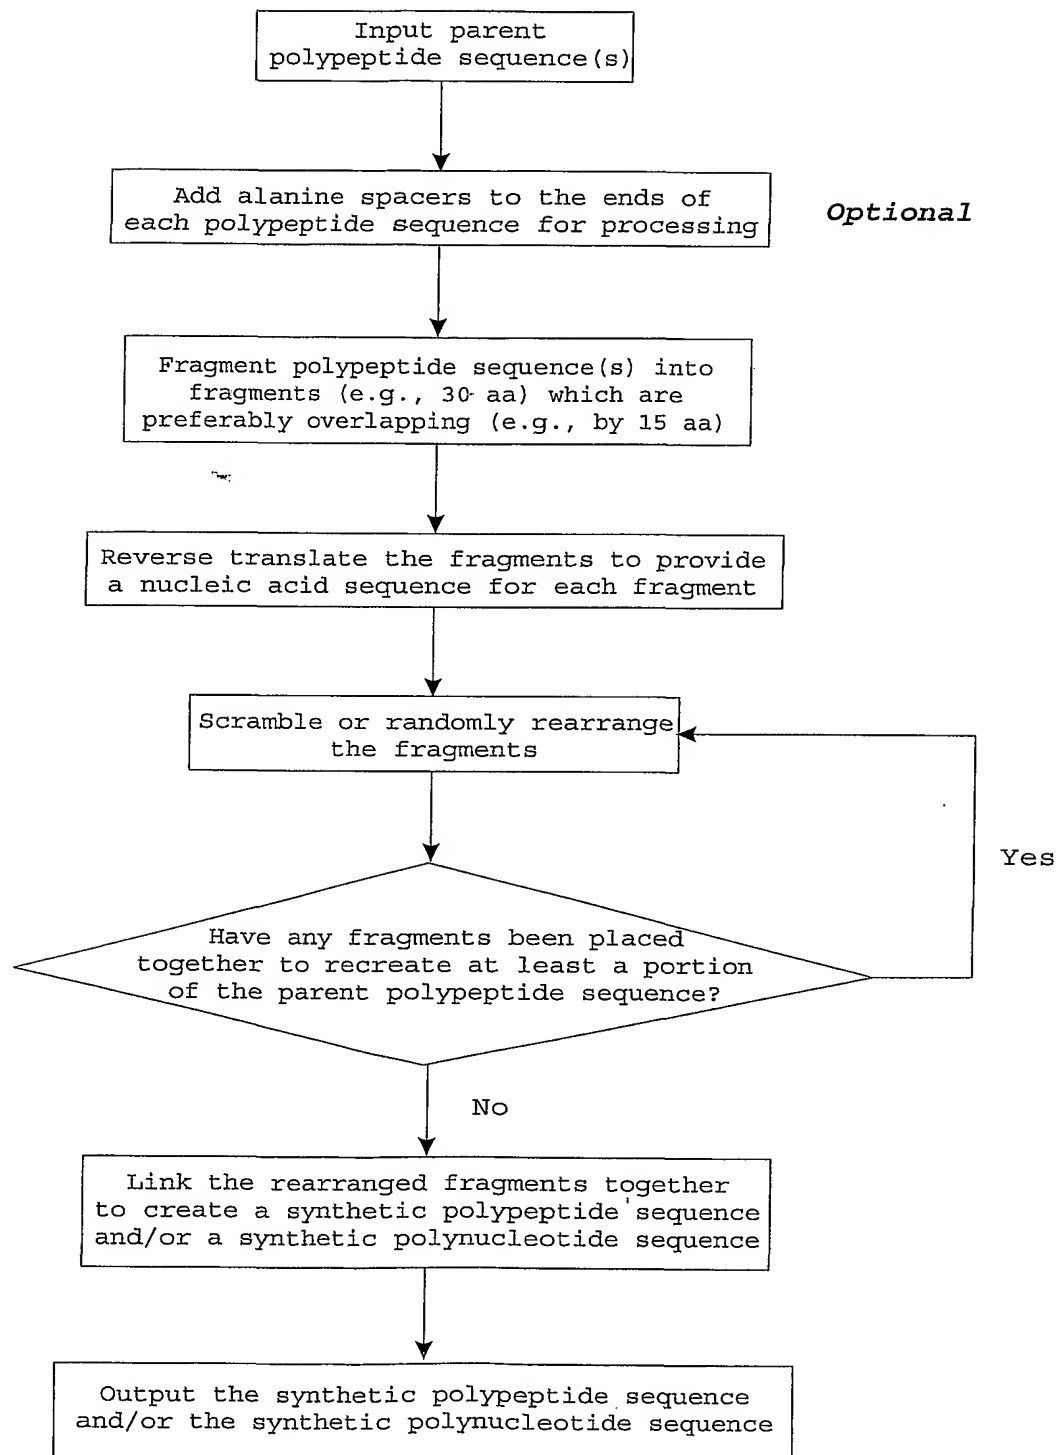 Input parent
polypeptide sequence(s)
Add alanine spacers to the ends of
each polypeptide sequence for processing
Optional
Fragment polypeptide sequence(s) into
fragments (e.g., 30 aa) which are
preferably overlapping (e.g., by 15 aa)
Reverse translate the fragments to provide
a nucleic acid sequence for each fragment
Scramble or randomly rearrange
the fragments
Yes
Have any fragments been placed
together to recreate at least a portion
of the parent polypeptide sequence?
No
Link the rearranged fragments together
to create a synthetic polypeptide sequence
and/or a synthetic polynucleotide sequence
Output the synthetic polypeptide sequence
and/or the synthetic polynucleotide sequence